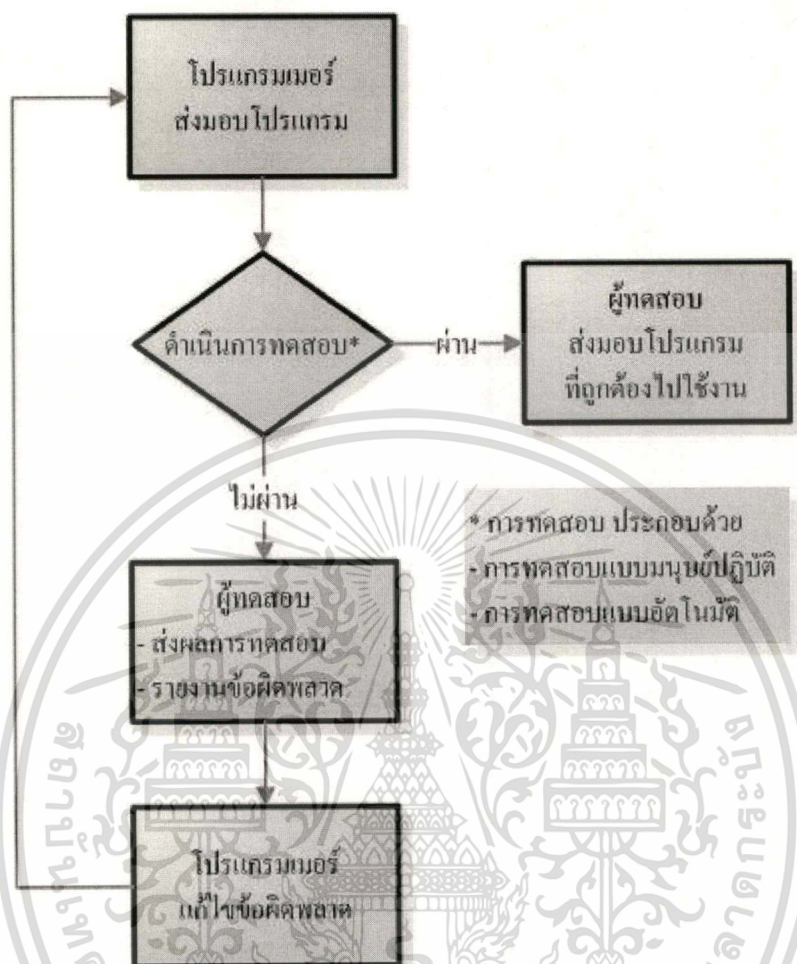 โปรแกรมเมอร์
ส่งมอบโปรแกรม
ดำเนินการทดสอบ*
ผ่าน
ผู้ทดสอบ
ส่งมอบโปรแกรม
ที่ถูกต้องไปใช้งาน
ไม่ผ่าน
* การทดสอบ ประกอบด้วย
- การทดสอบแบบมนุษย์ปฏิบัติ
- การทดสอบแบบอัตโนมัติ
ผู้ทดสอบ
- ส่งผลการทดสอบ
- รายงานข้อผิดพลาด
โปรแกรมเมอร์
แก้ไขข้อผิดพลาด